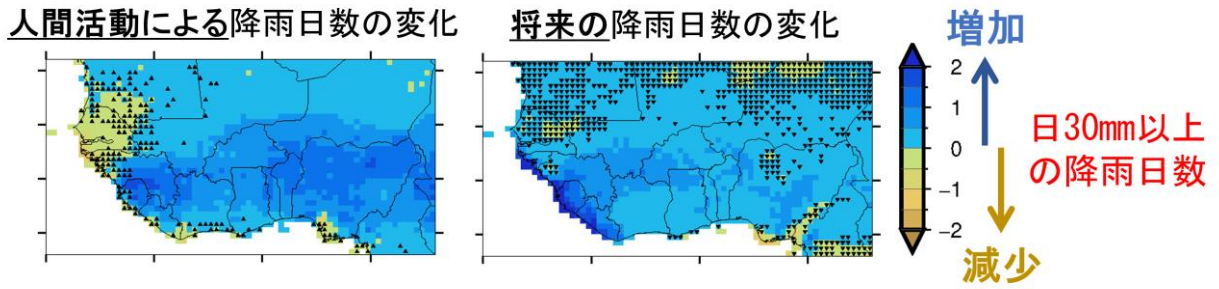 人間活動による降雨日数の変化
将来の降雨日数の変化
増加
2
1
0
-1
-2
日30mm以上
の降雨日数
減少